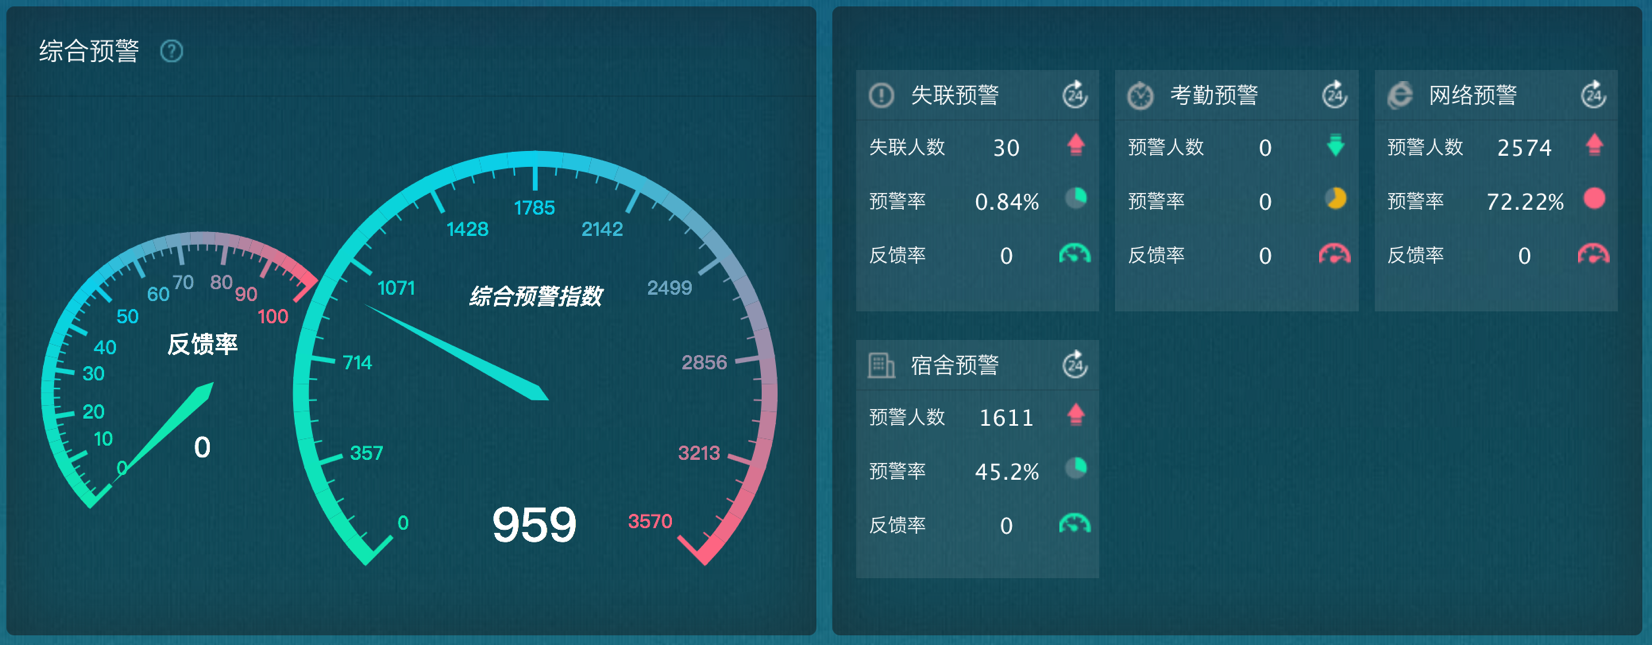 综合预警 ?
反馈率
0
10
20
30
40
50
60
70
80
90
100
0
综合预警指数
0
357
714
1071
1428
1785
2142
2499
2856
3213
3570
959
失联预警 24
失联人数 30
预警率 0.84%
反馈率 0
考勤预警 24
预警人数 0
预警率 0
反馈率 0
网络预警 24
预警人数 2574
预警率 72.22%
反馈率 0
宿舍预警 24
预警人数 1611
预警率 45.2%
反馈率 0